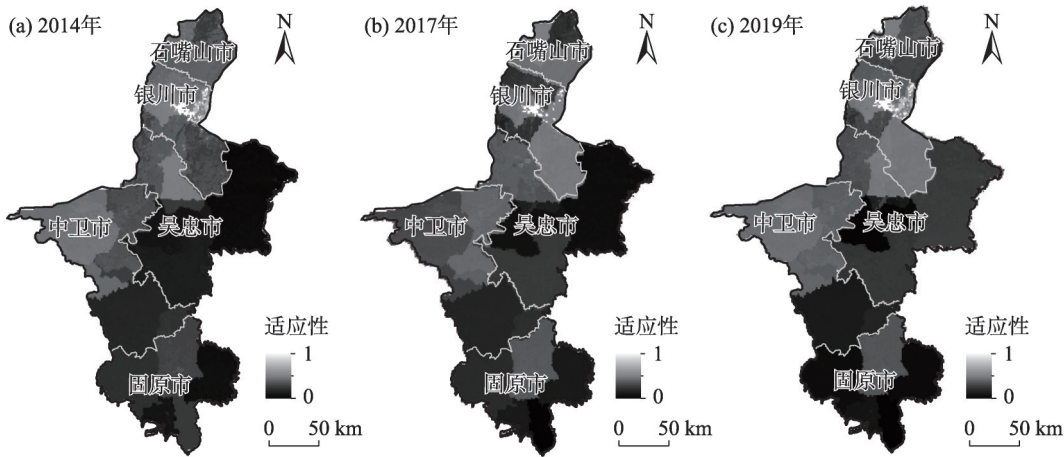 (a) 2014年
N
石嘴山市
银川市
中卫市
吴忠市
固原市
适应性
1
0
0 50 km
(b) 2017年
N
石嘴山市
银川市
中卫市
吴忠市
固原市
适应性
1
0
0 50 km
(c) 2019年
N
石嘴山市
银川市
中卫市
吴忠市
固原市
适应性
1
0
0 50 km